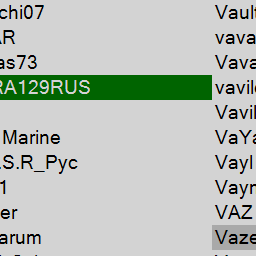 chi07
AR
as73
RA129RUS
Marine
.S.R_Pyc
1
er
arum
Vault
vava
Vava
vavil
Vavil
VaYa
Vayl
Vayn
VAZ
Vaze